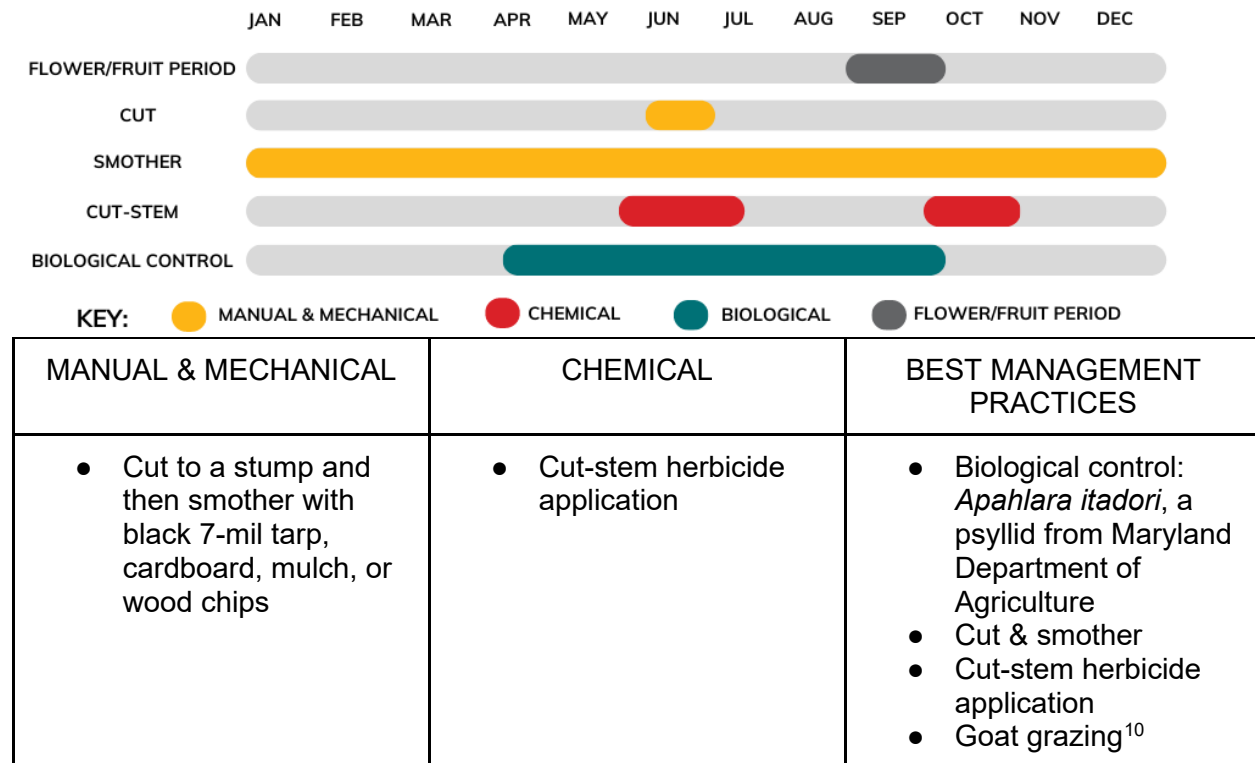 JAN FEB MAR APR MAY JUN JUL AUG SEP OCT NOV DEC
FLOWER/FRUIT PERIOD
CUT
SMOTHER
CUT-STEM
BIOLOGICAL CONTROL
KEY: MANUAL & MECHANICAL CHEMICAL BIOLOGICAL FLOWER/FRUIT PERIOD
MANUAL & MECHANICAL
● Cut to a stump and
then smother with
black 7-mil tarp,
cardboard, mulch, or
wood chips
CHEMICAL
● Cut-stem herbicide
application
BEST MANAGEMENT
PRACTICES
● Biological control:
Apahlara itadori, a
psyllid from Maryland
Department of
Agriculture
● Cut & smother
● Cut-stem herbicide
application
● Goat grazing¹⁰